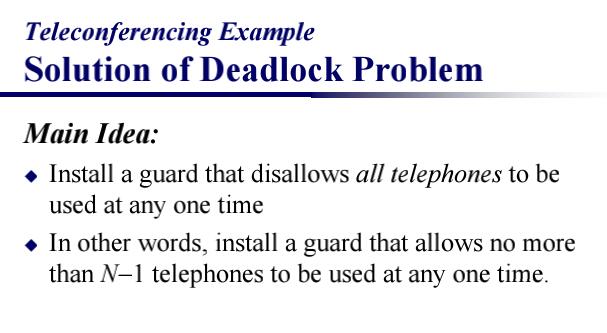 Teleconferencing Example
Solution of Deadlock Problem
Main Idea:
◆ Install a guard that disallows all telephones to be
used at any one time
◆ In other words, install a guard that allows no more
than N–1 telephones to be used at any one time.